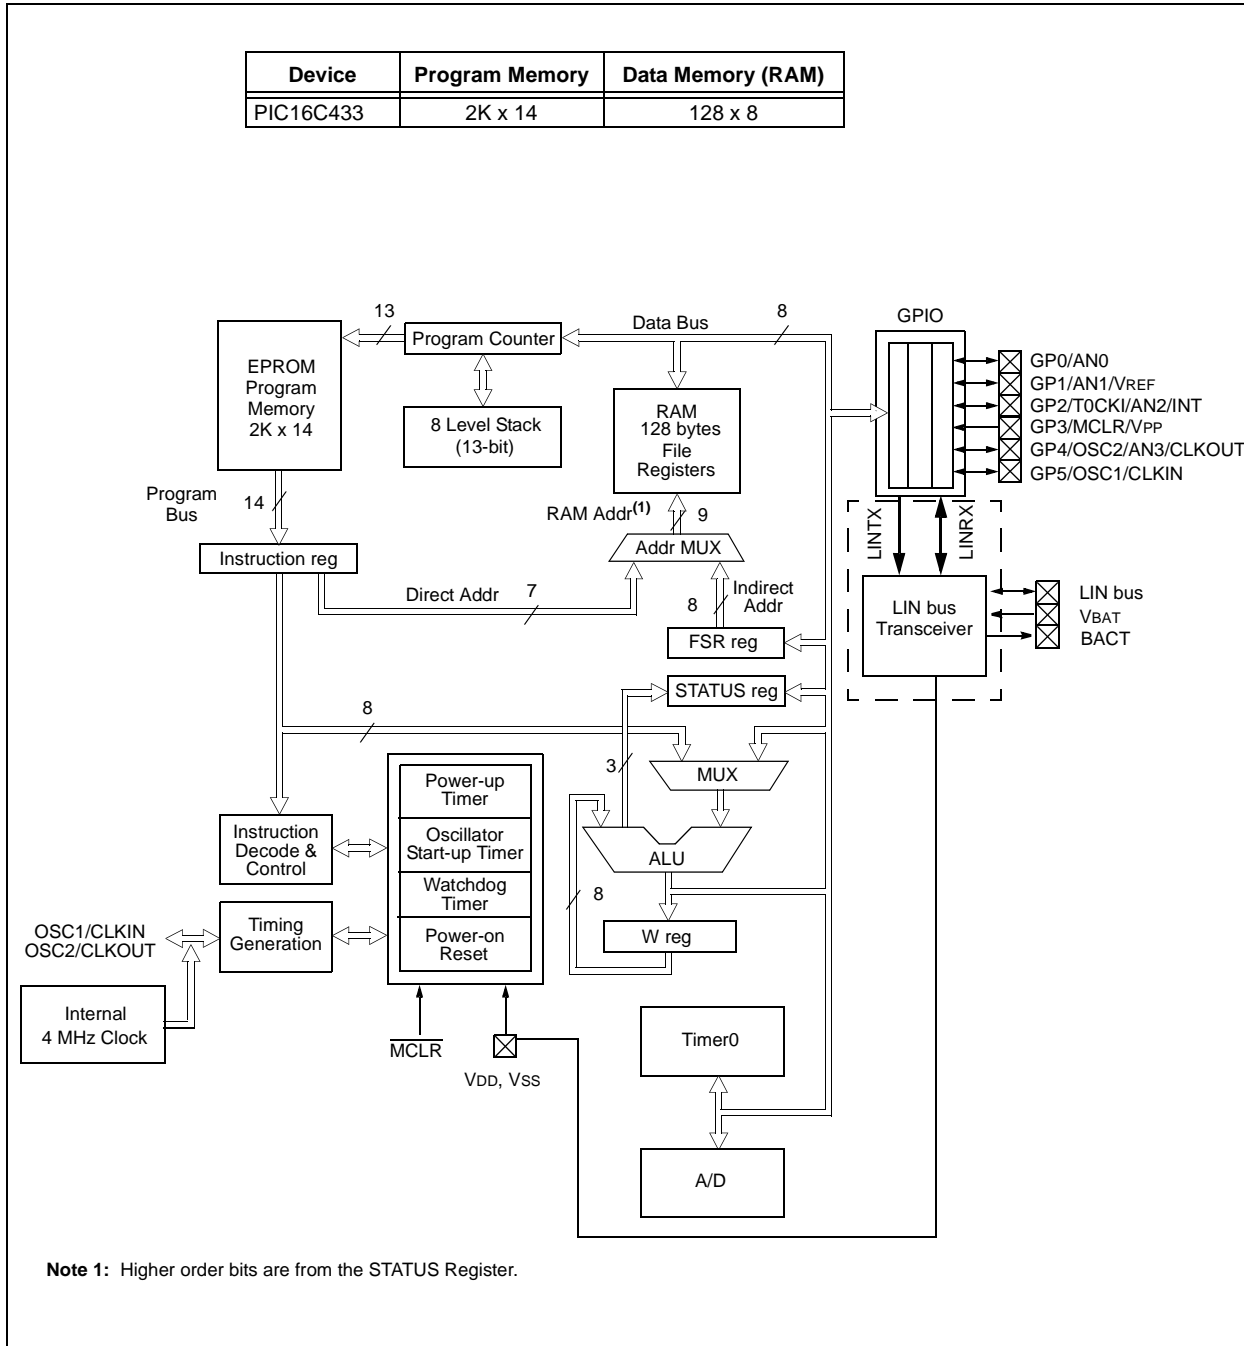 Device Program Memory Data Memory (RAM)
PIC16C433 2K x 14 128 x 8
13
Program Counter
Data Bus
8
GPIO
EPROM
Program
Memory
2K x 14
8 Level Stack
(13-bit)
RAM
128 bytes
File
Registers
GP0/AN0
GP1/AN1/VREF
GP2/T0CKI/AN2/INT
GP3/MCLR/VPP
GP4/OSC2/AN3/CLKOUT
GP5/OSC1/CLKIN
Program
Bus
14
RAM Addr(1)
9
LINTX
LINRX
Instruction reg
Addr MUX
Direct Addr
7
8
Indirect
Addr
LIN bus
Transceiver
LIN bus
VBAT
BACT
FSR reg
STATUS reg
8
3
MUX
Power-up
Timer
Oscillator
Start-up Timer
Watchdog
Timer
Power-on
Reset
Instruction
Decode &
Control
ALU
8
W reg
OSC1/CLKIN
OSC2/CLKOUT
Timing
Generation
Internal
4 MHz Clock
MCLR
VDD, VSS
Timer0
A/D
Note 1: Higher order bits are from the STATUS Register.